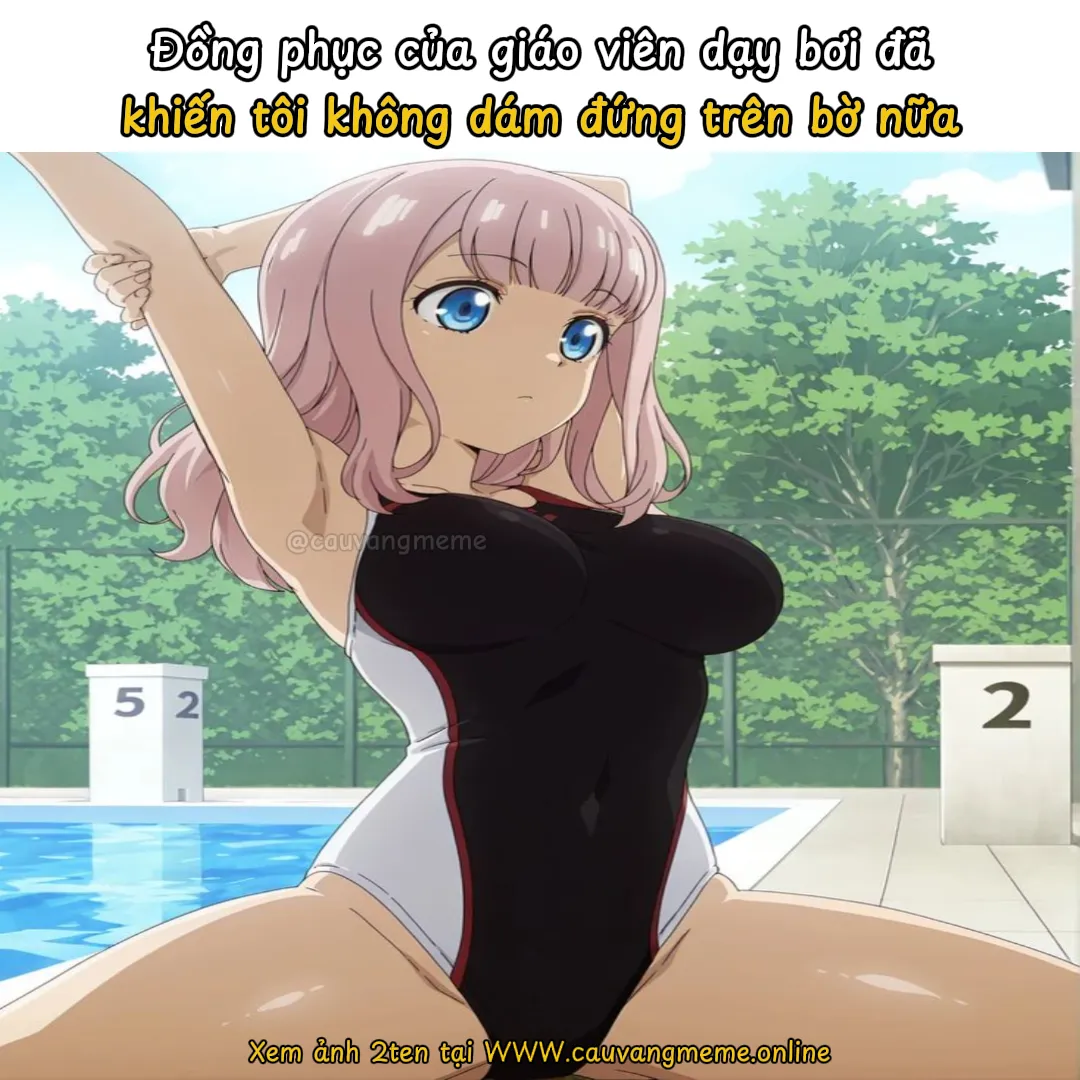 Đồng phục của giáo viên dạy bơi đã
khiến tôi không dám đứng trên bờ nữa
@cauvangmeme
5 2
2
Xem ảnh 2ten tại WWW.cauvangmeme.online